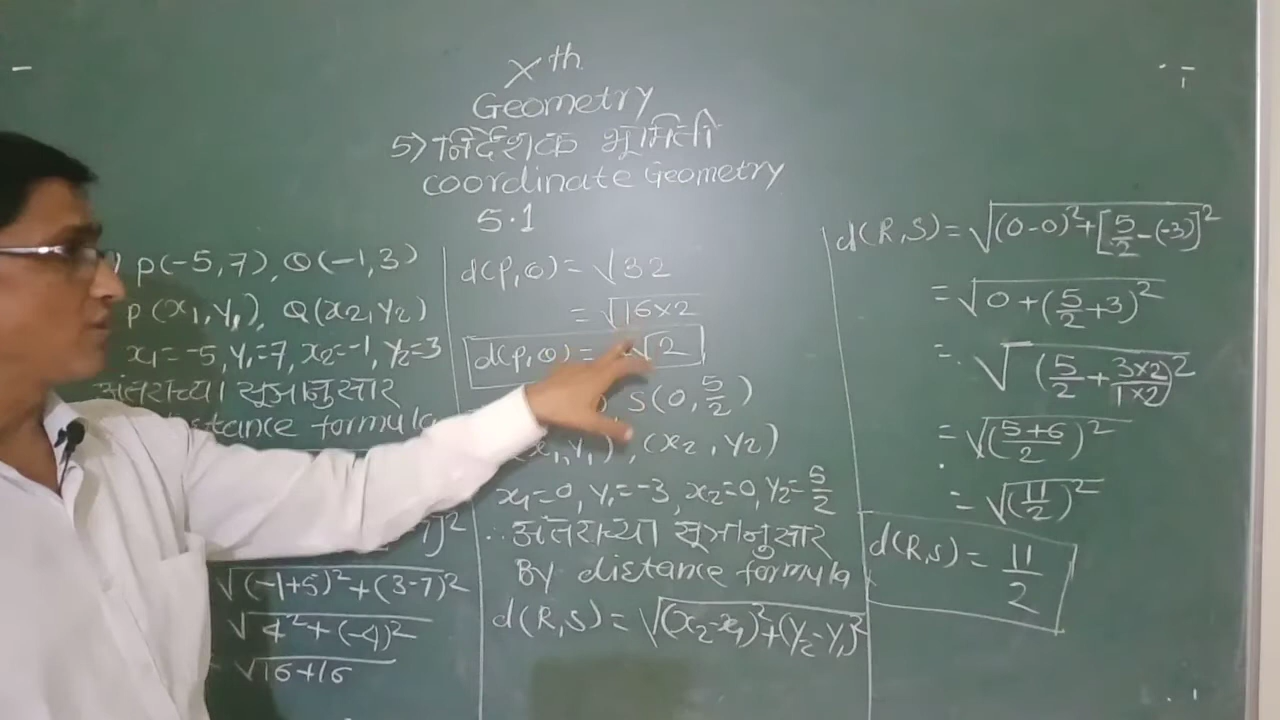 Xth
Geometry
5) निर्देशक भूमिती
coordinate Geometry
5.1
P(-5,7), Q(-1,3)
P(x₁,y₁), Q(x₂,y₂)
x₁=-5, y₁=7, x₂=-1, y₂=3
अंतराच्या सूत्रानुसार
distance formula
7)]²
√(-1+5)²+(3-7)²
√4²+(-4)²
√16+16
d(P,Q) = √32
= √16×2
d(P,Q) = √2
S(0, 5/2)
y₁), (x₂, y₂)
x₁=0, y₁=-3, x₂=0, y₂=5/2
∴ अंतराच्या सूत्रानुसार
By distance formula
d(R,S) = √(x₂-x₁)²+(y₂-y₁)²
d(R,S) = √(0-0)²+[5/2-(-3)]²
= √0+(5/2+3)²
= √(5/2+3×2/1×2)²
= √(5+6/2)²
= √(11/2)²
d(R,S) = 11/2